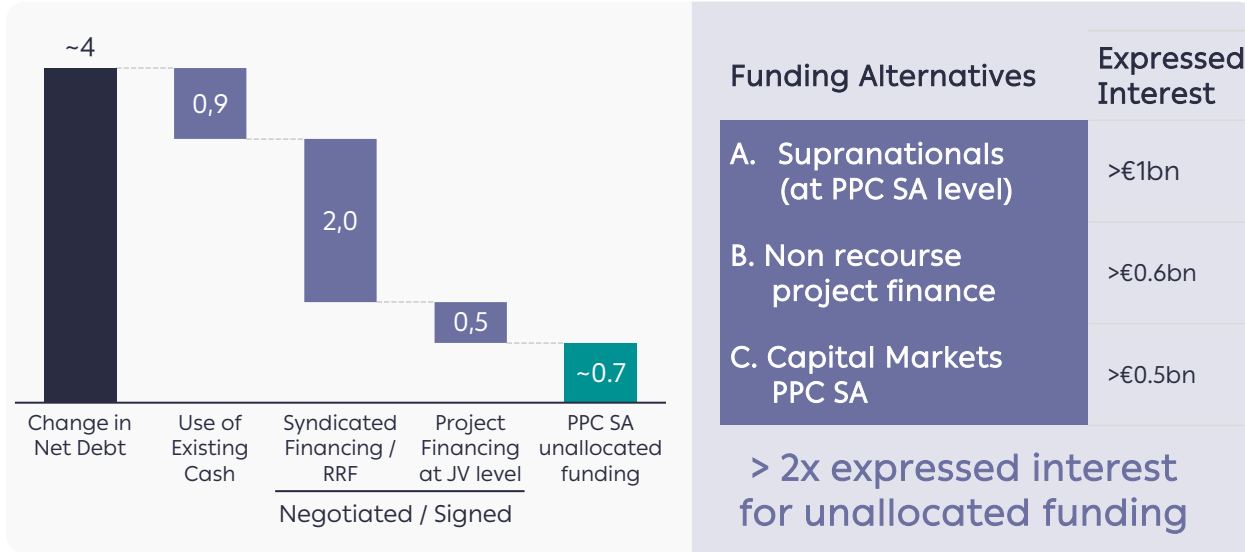 ~4
0,9
2,0
0,5
~0.7
Change in
Net Debt
Use of
Existing
Cash
Syndicated
Financing /
RRF
Project
Financing
at JV level
PPC SA
unallocated
funding
Negotiated / Signed
Funding Alternatives
Expressed
Interest
A. Supranationals
(at PPC SA level)
>€1bn
B. Non recourse
project finance
>€0.6bn
C. Capital Markets
PPC SA
>€0.5bn
> 2x expressed interest
for unallocated funding